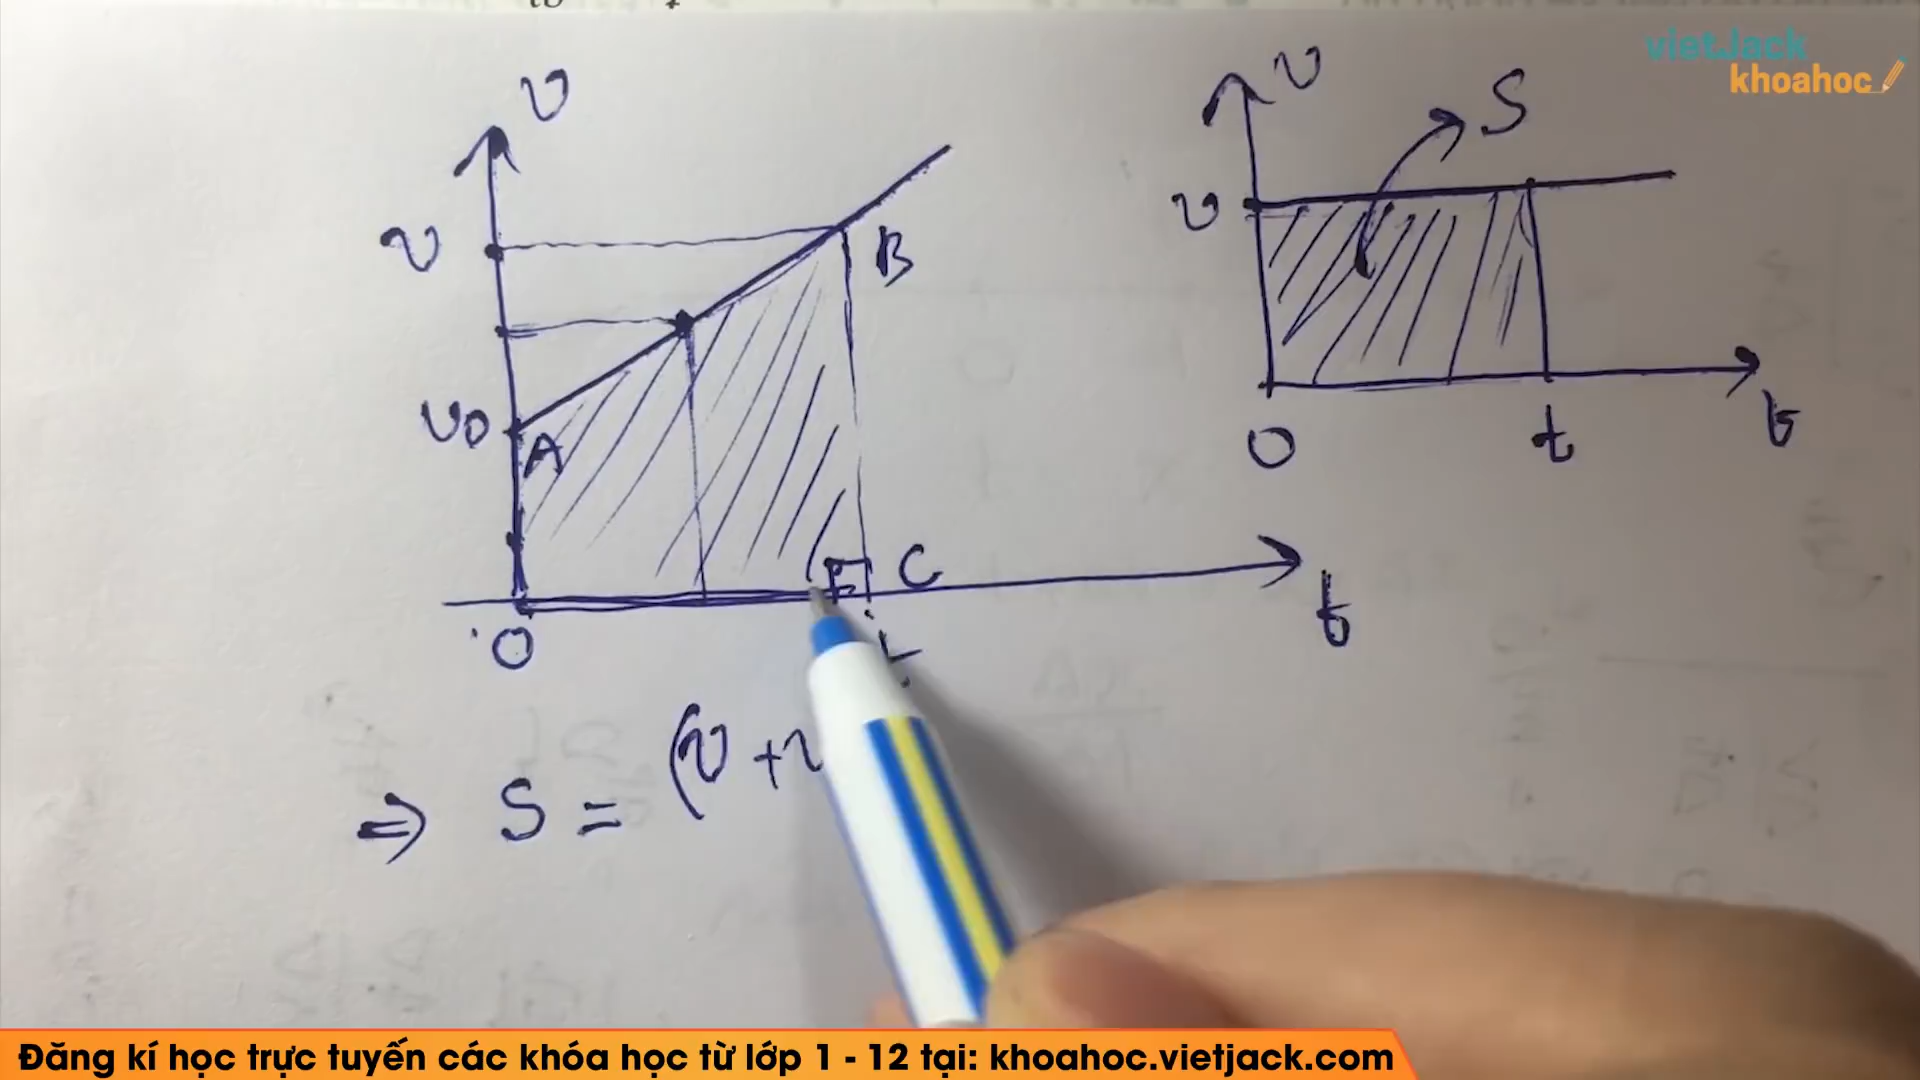 vietJack
khoahoc
v
v
B
v0
A
C
O
t
t
v
S
v
O
t
t
⇒ S = (v + v
Đăng kí học trực tuyến các khóa học từ lớp 1 - 12 tại: khoahoc.vietjack.com